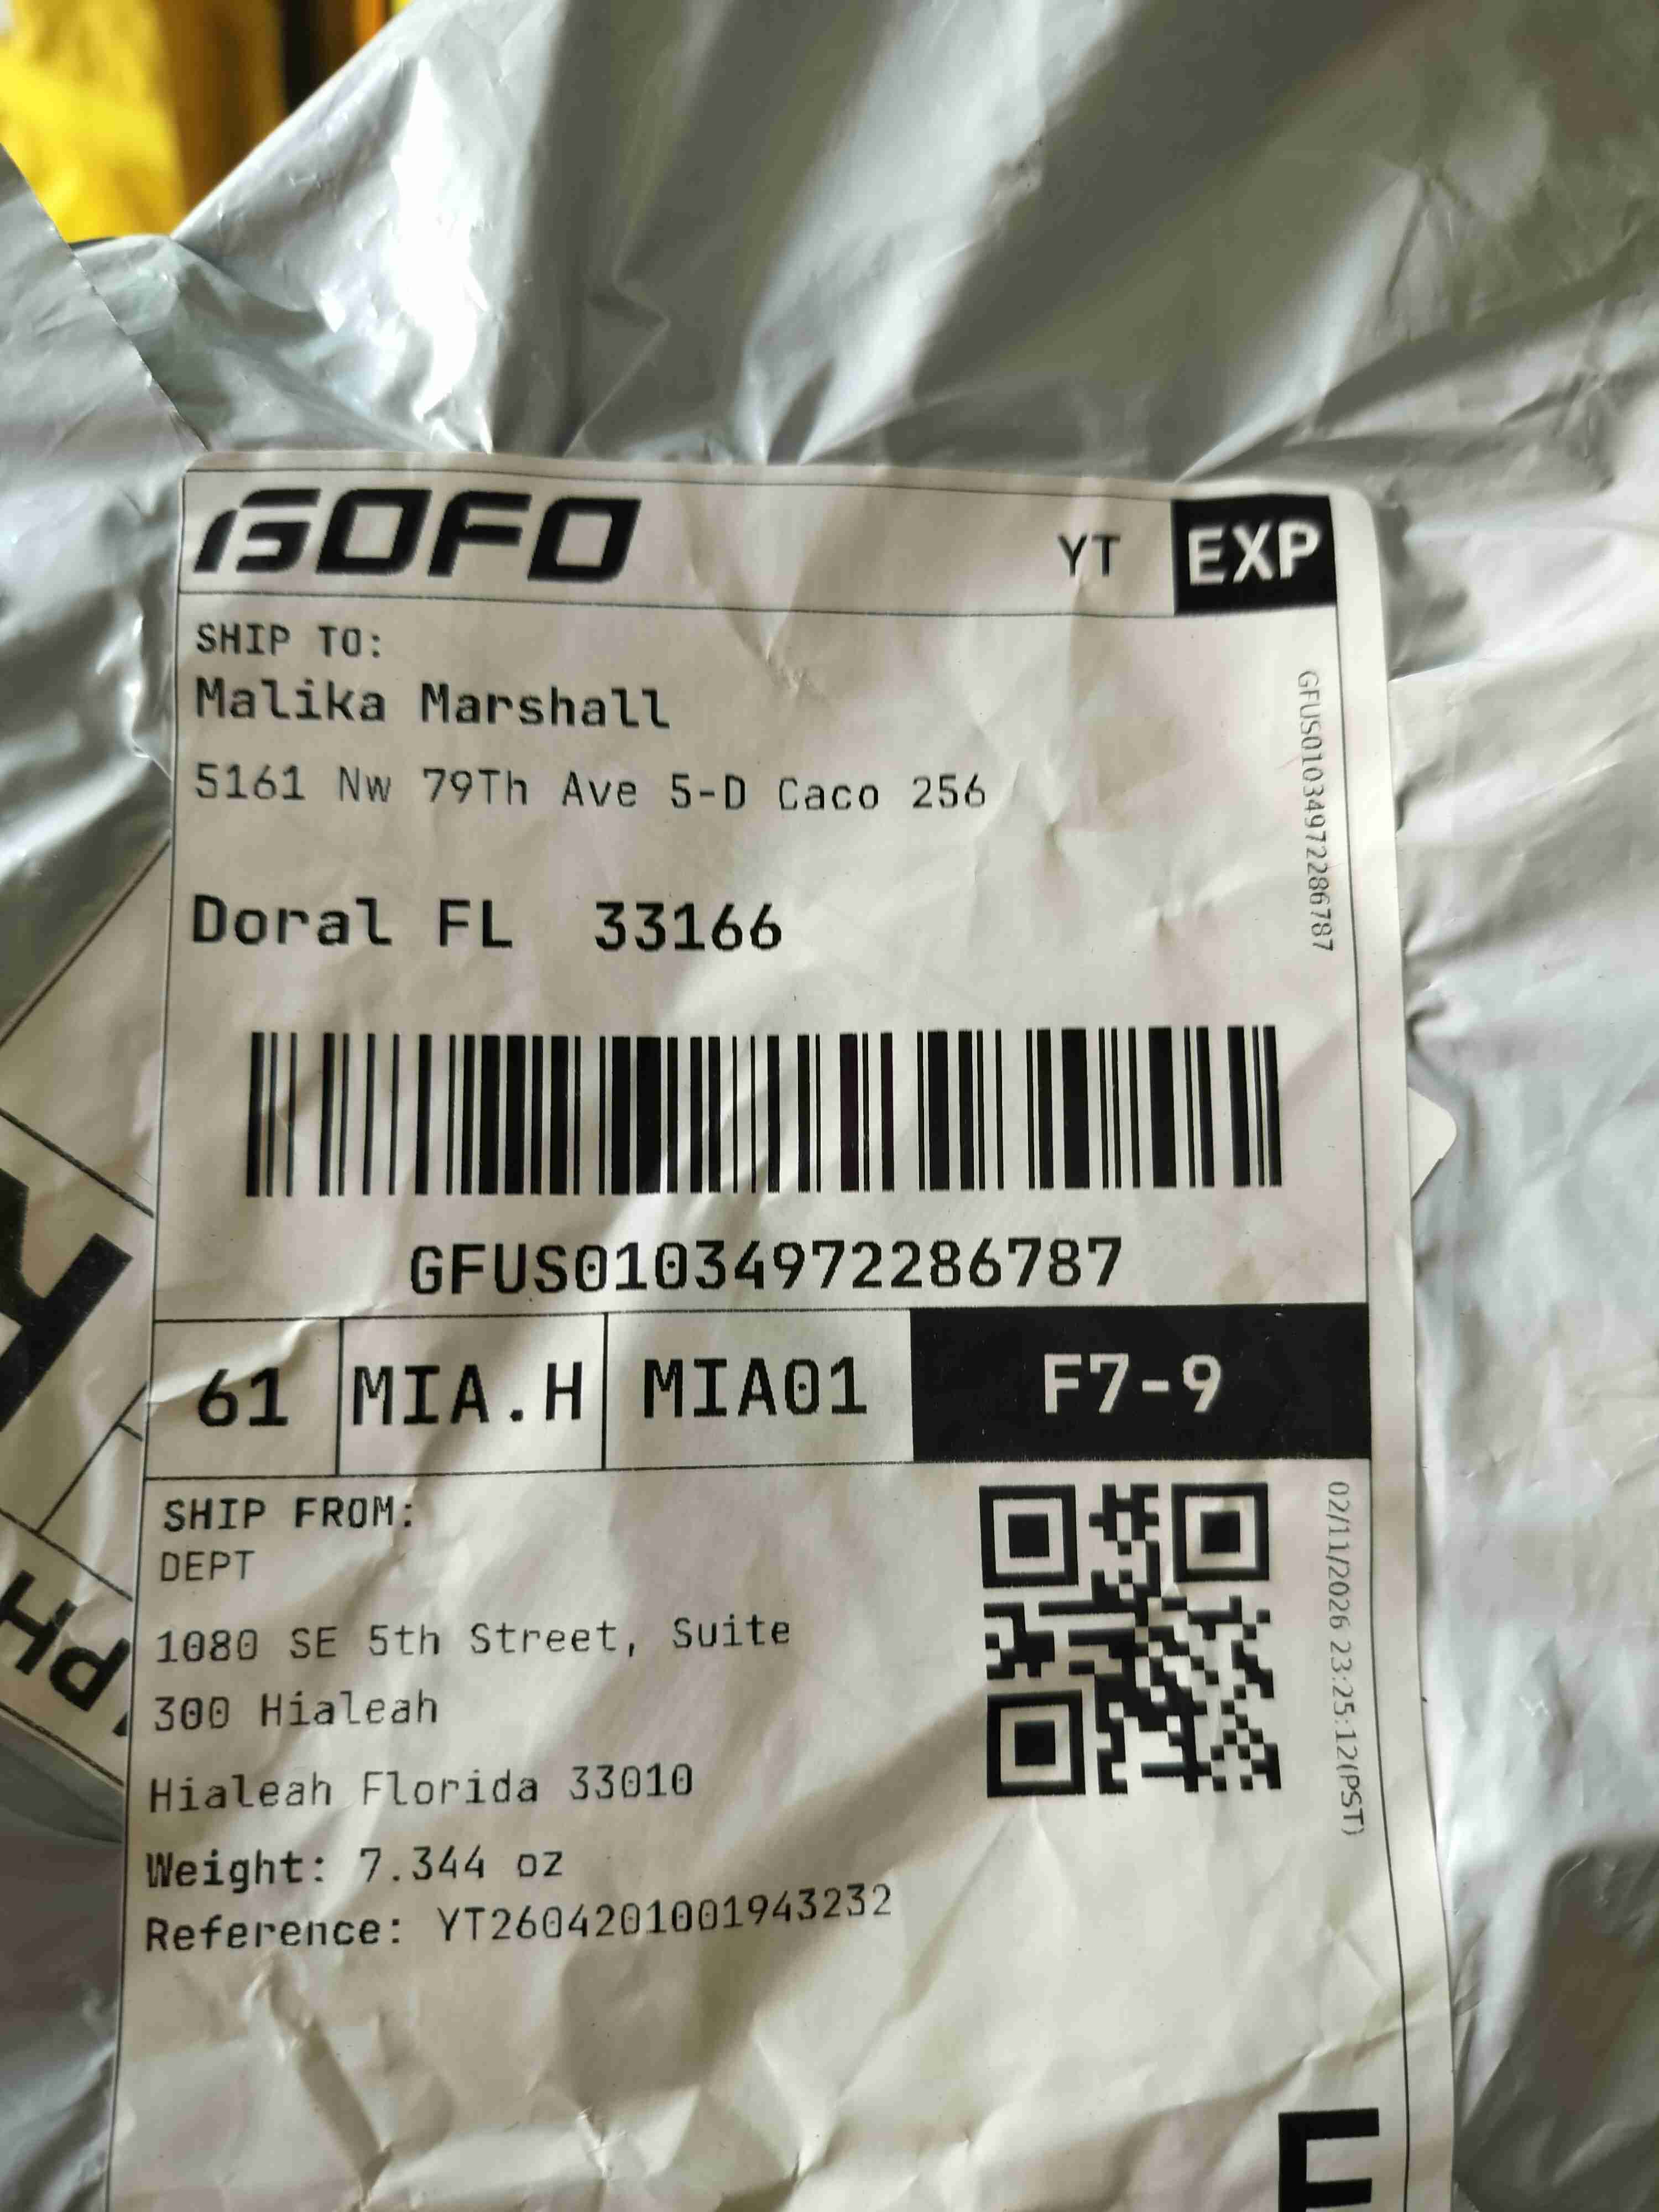 GOFO
YT
EXP
SHIP TO:
Malika Marshall
5161 Nw 79Th Ave 5-D Caco 256
Doral FL 33166
GFUS01034972286787
GFUS01034972286787
61
MIA.H
MIA01
F7-9
SHIP FROM:
DEPT
1080 SE 5th Street, Suite
300 Hialeah
Hialeah Florida 33010
Weight: 7.344 oz
Reference: YT2604201001943232
02/11/2026 23:25:12(PST)
PH